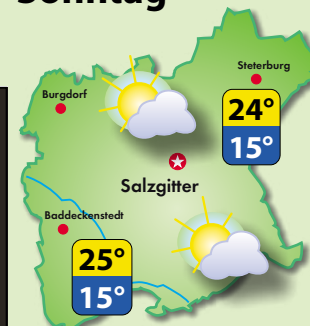 Sonntag
Steterburg
Burgdorf
24°
15°
Salzgitter
Baddeckenstedt
25°
15°